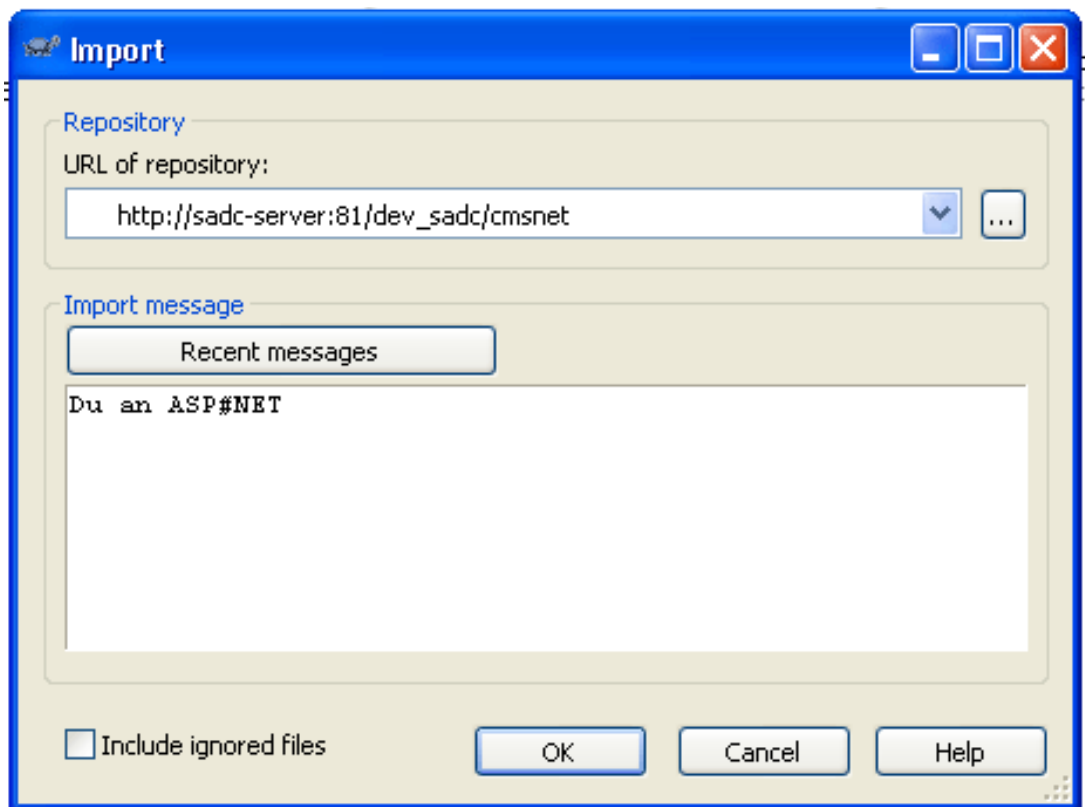 Import
Repository
URL of repository:
http://sadc-server:81/dev_sadc/cmsnet
...
Import message
Recent messages
Du an ASP#NET
Include ignored files
OK
Cancel
Help